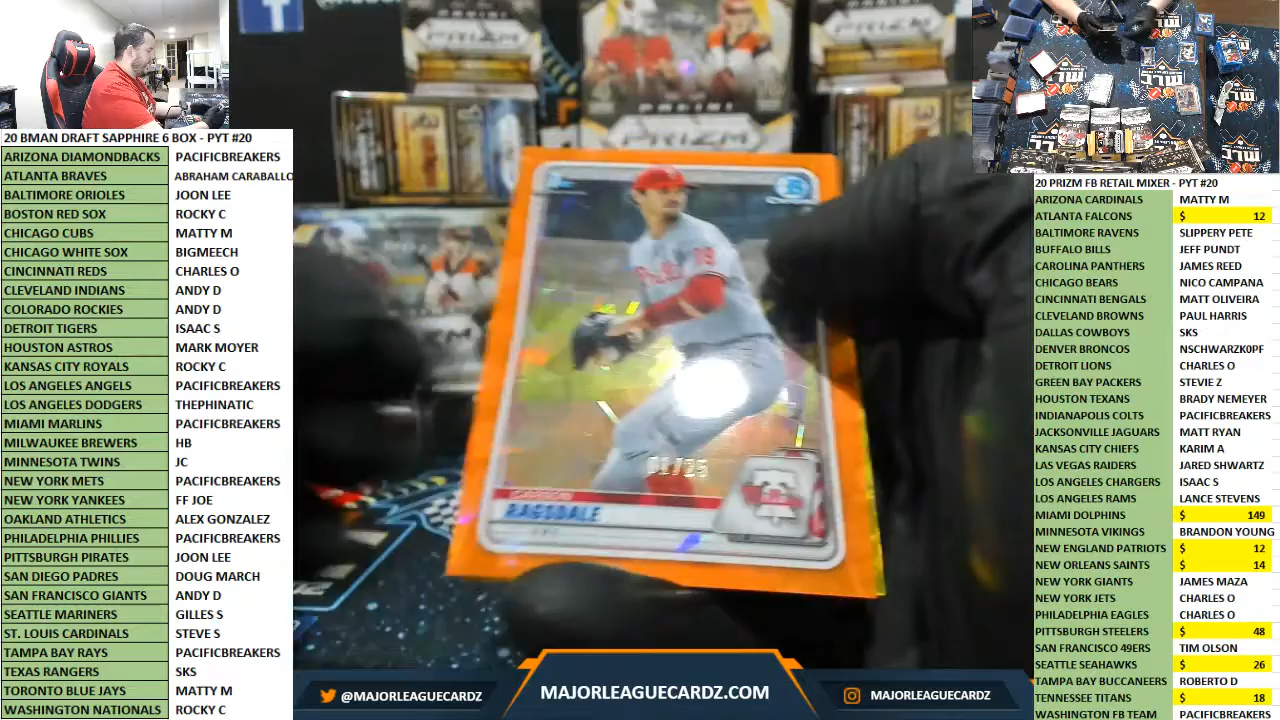 20 BMAN DRAFT SAPPHIRE 6 BOX - PYT #20
ARIZONA DIAMONDBACKS PACIFICBREAKERS
ATLANTA BRAVES ABRAHAM CARABALLO
BALTIMORE ORIOLES JOON LEE
BOSTON RED SOX ROCKY C
CHICAGO CUBS MATTY M
CHICAGO WHITE SOX BIGMEECH
CINCINNATI REDS CHARLES O
CLEVELAND INDIANS ANDY D
COLORADO ROCKIES ANDY D
DETROIT TIGERS ISAAC S
HOUSTON ASTROS MARK MOYER
KANSAS CITY ROYALS ROCKY C
LOS ANGELES ANGELS PACIFICBREAKERS
LOS ANGELES DODGERS THEPHINATIC
MIAMI MARLINS PACIFICBREAKERS
MILWAUKEE BREWERS HB
MINNESOTA TWINS JC
NEW YORK METS PACIFICBREAKERS
NEW YORK YANKEES FF JOE
OAKLAND ATHLETICS ALEX GONZALEZ
PHILADELPHIA PHILLIES PACIFICBREAKERS
PITTSBURGH PIRATES JOON LEE
SAN DIEGO PADRES DOUG MARCH
SAN FRANCISCO GIANTS ANDY D
SEATTLE MARINERS GILLES S
ST. LOUIS CARDINALS STEVE S
TAMPA BAY RAYS PACIFICBREAKERS
TEXAS RANGERS SKS
TORONTO BLUE JAYS MATTY M
WASHINGTON NATIONALS ROCKY C
PRIZM
PANINI
PRIZM
PRIZM
Phillies
19
RAGSDALE
@MAJORLEAGUECARDZ
MAJORLEAGUECARDZ.COM
MAJORLEAGUECARDZ
20 PRIZM FB RETAIL MIXER - PYT #20
ARIZONA CARDINALS MATTY M
ATLANTA FALCONS $ 12
BALTIMORE RAVENS SLIPPERY PETE
BUFFALO BILLS JEFF PUNDT
CAROLINA PANTHERS JAMES REED
CHICAGO BEARS NICO CAMPANA
CINCINNATI BENGALS MATT OLIVEIRA
CLEVELAND BROWNS PAUL HARRIS
DALLAS COWBOYS SKS
DENVER BRONCOS NSCHWARZK0PF
DETROIT LIONS CHARLES O
GREEN BAY PACKERS STEVIE Z
HOUSTON TEXANS BRADY NEMEYER
INDIANAPOLIS COLTS PACIFICBREAKERS
JACKSONVILLE JAGUARS MATT RYAN
KANSAS CITY CHIEFS KARIM A
LAS VEGAS RAIDERS JARED SHWARTZ
LOS ANGELES CHARGERS ISAAC S
LOS ANGELES RAMS LANCE STEVENS
MIAMI DOLPHINS $ 149
MINNESOTA VIKINGS BRANDON YOUNG
NEW ENGLAND PATRIOTS $ 12
NEW ORLEANS SAINTS $ 14
NEW YORK GIANTS JAMES MAZA
NEW YORK JETS CHARLES O
PHILADELPHIA EAGLES CHARLES O
PITTSBURGH STEELERS $ 48
SAN FRANCISCO 49ERS TIM OLSON
SEATTLE SEAHAWKS $ 26
TAMPA BAY BUCCANEERS ROBERTO D
TENNESSEE TITANS $ 18
WASHINGTON FB TEAM PACIFICBREAKERS